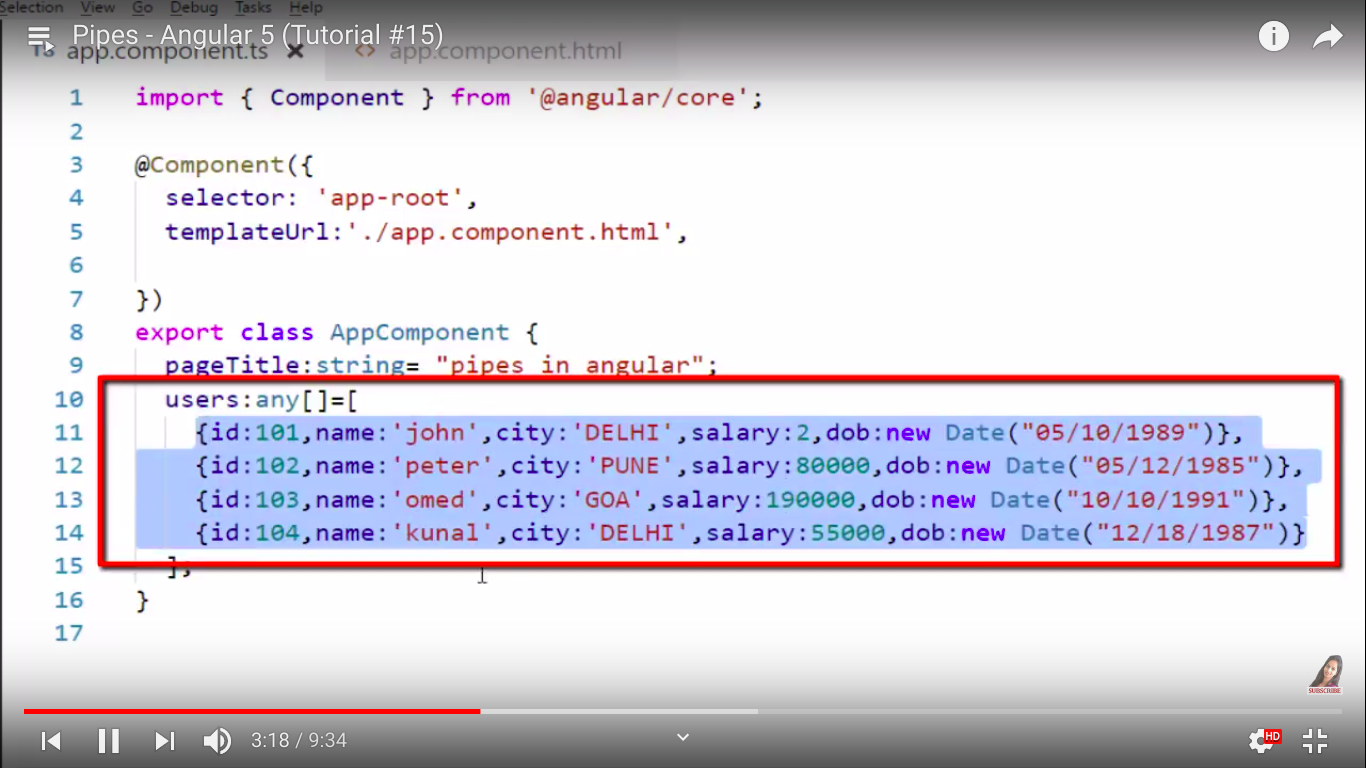 Selection View Go Debug Tasks Help
Pipes - Angular 5 (Tutorial #15)
TS app.component.ts × <> app.component.html
1 import { Component } from '@angular/core';
2
3 @Component({
4 selector: 'app-root',
5 templateUrl:'./app.component.html',
6
7 })
8 export class AppComponent {
9 pageTitle:string= "pipes in angular";
10 users:any[]=[
11 {id:101,name:'john',city:'DELHI',salary:2,dob:new Date("05/10/1989")},
12 {id:102,name:'peter',city:'PUNE',salary:80000,dob:new Date("05/12/1985")},
13 {id:103,name:'omed',city:'GOA',salary:190000,dob:new Date("10/10/1991")},
14 {id:104,name:'kunal',city:'DELHI',salary:55000,dob:new Date("12/18/1987")}
15 ];
16 }
17
SUBSCRIBE
3:18 / 9:34
HD